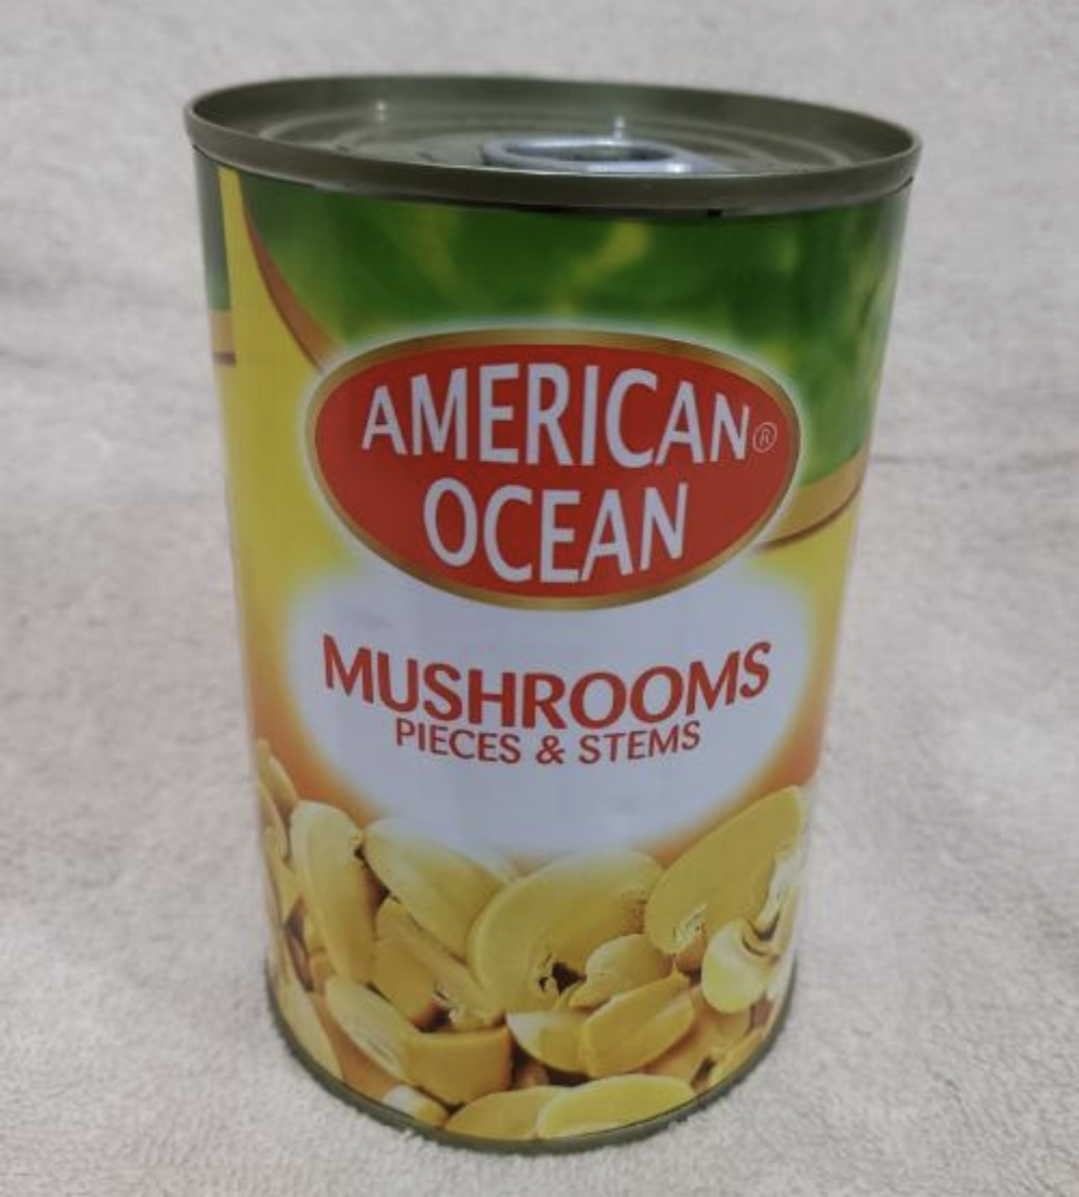 AMERICAN®
OCEAN
MUSHROOMS
PIECES & STEMS